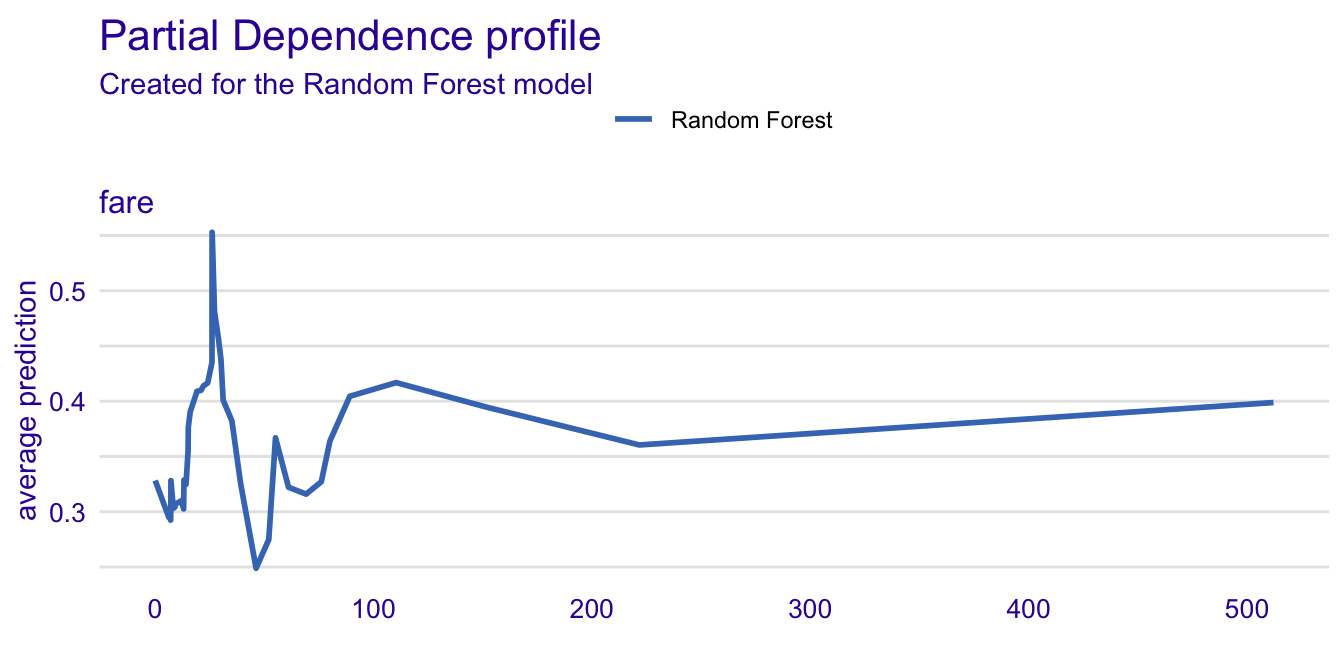 Partial Dependence profile
Created for the Random Forest model
Random Forest
fare
average prediction
0.5
0.4
0.3
0 100 200 300 400 500